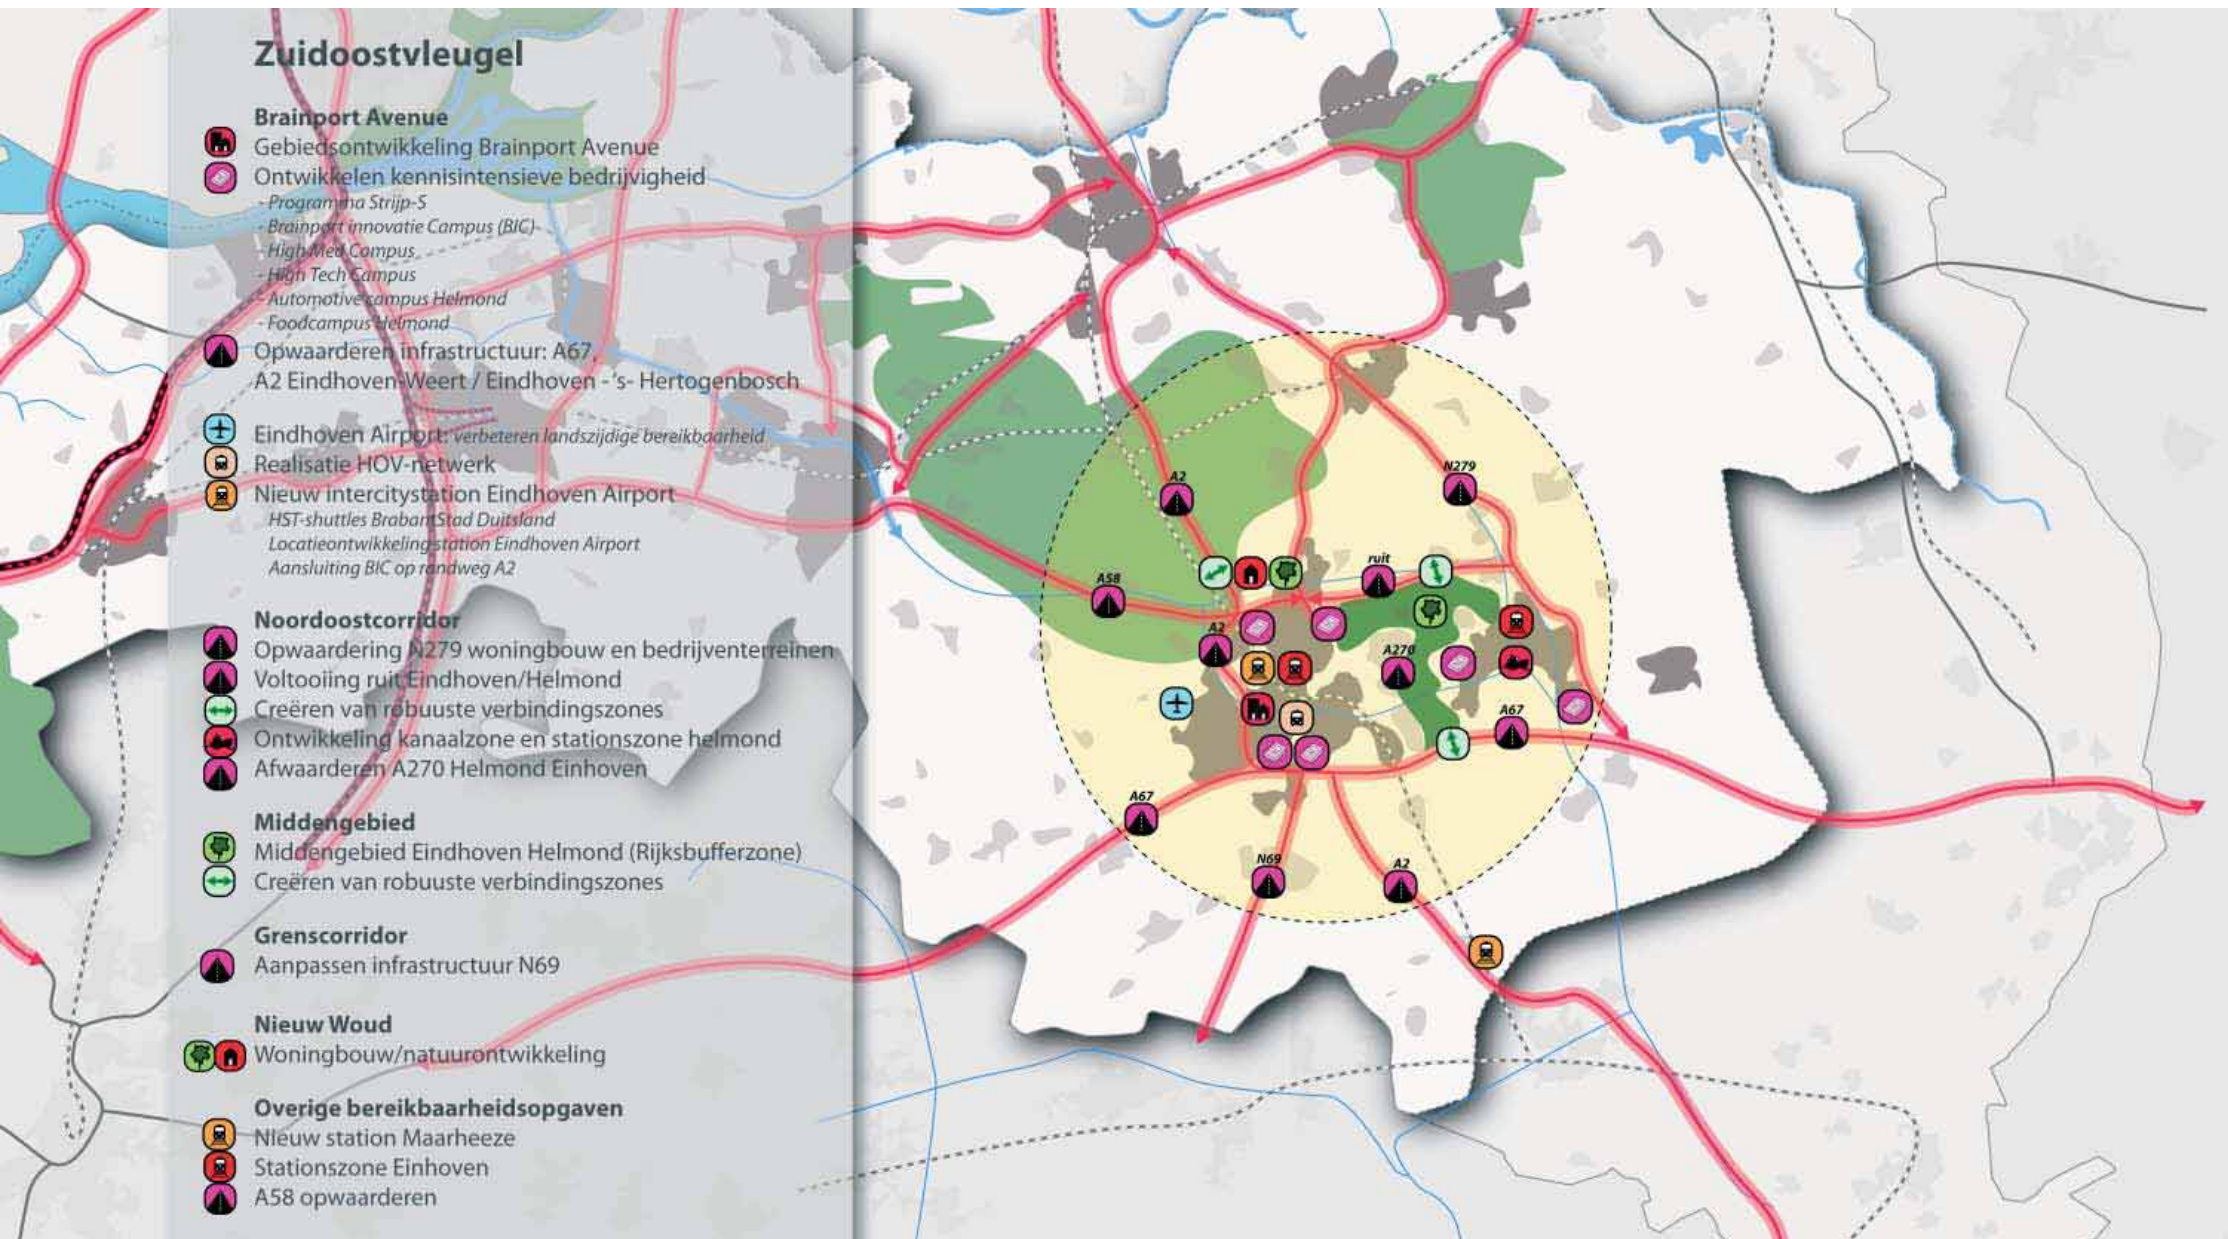 Zuidoostvleugel
Brainport Avenue
Gebiedsontwikkeling Brainport Avenue
Ontwikkelen kennisintensieve bedrijvigheid
- Programma Strijp-S
- Brainport innovatie Campus (BIC)
- High Med Campus
- High Tech Campus
- Automotive campus Helmond
- Foodcampus Helmond
Opwaarderen infrastructuur: A67,
A2 Eindhoven-Weert / Eindhoven - 's- Hertogenbosch
Eindhoven Airport: verbeteren landszijdige bereikbaarheid
Realisatie HOV-netwerk
Nieuw intercitystation Eindhoven Airport
HST-shuttles BrabantStad Duitsland
Locatieontwikkeling station Eindhoven Airport
Aansluiting BIC op randweg A2
Noordoostcorridor
Opwaardering N279 woningbouw en bedrijventerreinen
Voltooiing ruit Eindhoven/Helmond
Creëren van robuuste verbindingszones
Ontwikkeling kanaalzone en stationszone helmond
Afwaarderen A270 Helmond Einhoven
Middengebied
Middengebied Eindhoven Helmond (Rijksbufferzone)
Creëren van robuuste verbindingszones
Grenscorridor
Aanpassen infrastructuur N69
Nieuw Woud
Woningbouw/natuurontwikkeling
Overige bereikbaarheidsopgaven
Nieuw station Maarheeze
Stationszone Einhoven
A58 opwaarderen
A2
N279
A58
ruit
A2
A270
A67
A67
N69
A2